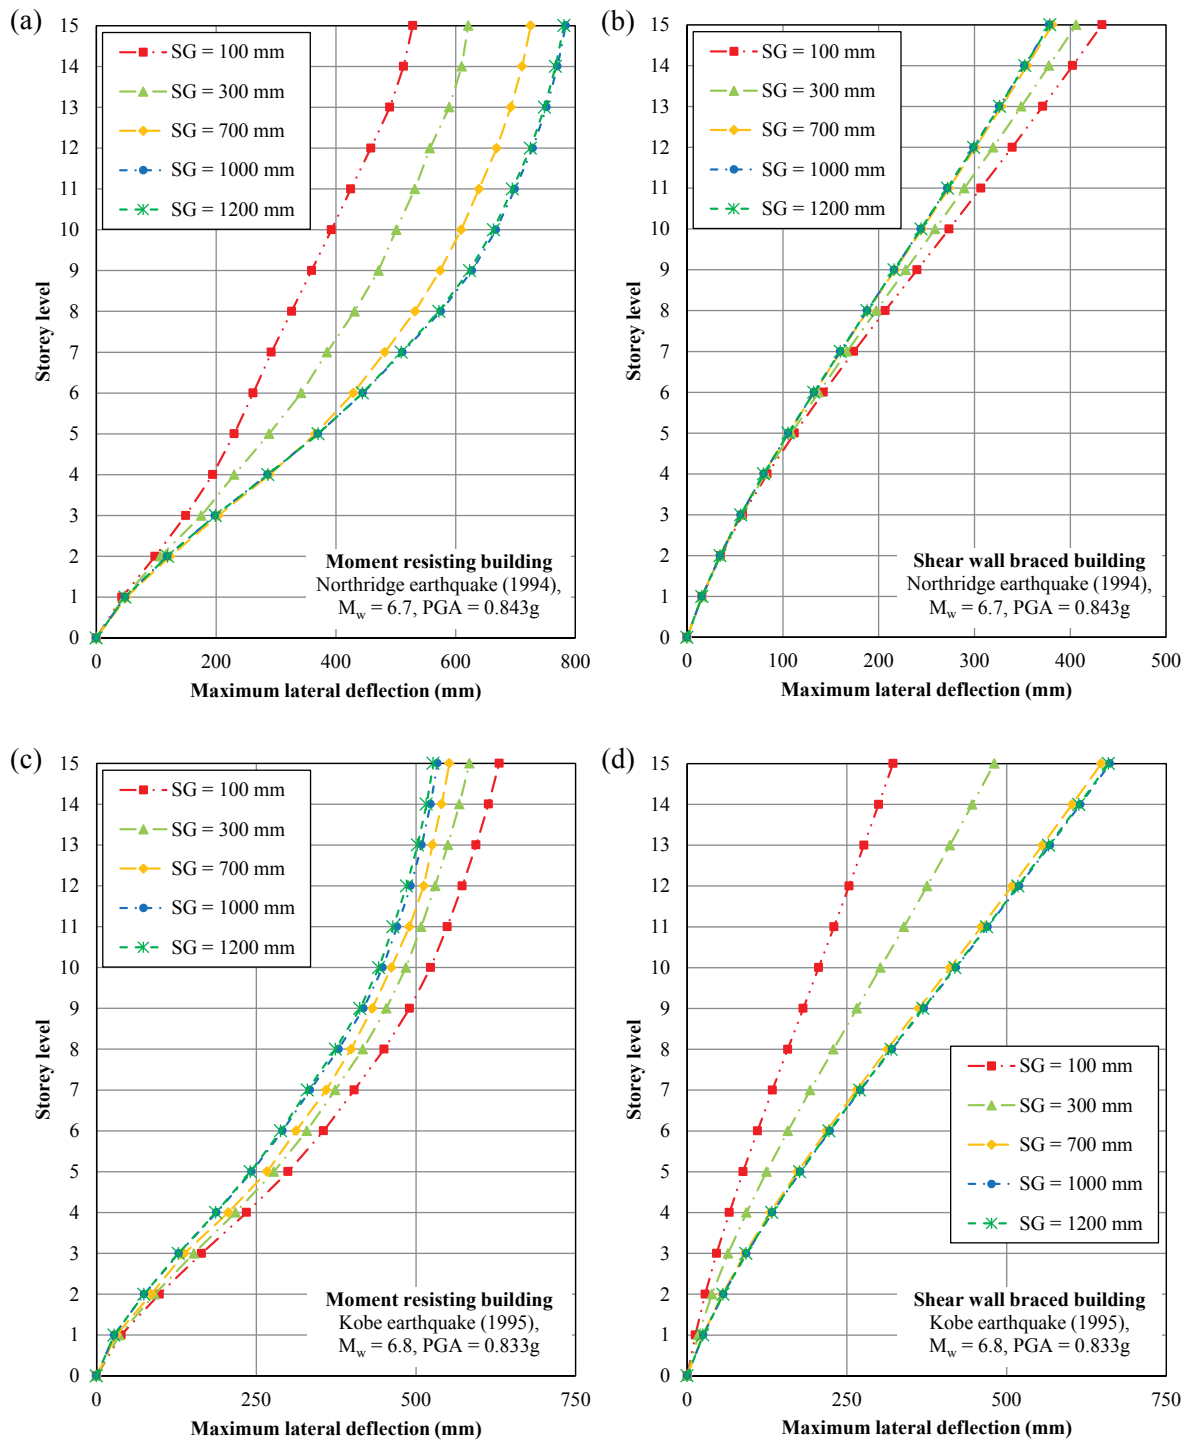 (a)
15
14
13
12
11
10
9
8
7
6
5
4
3
2
1
0
Storey level
SG = 100 mm
SG = 300 mm
SG = 700 mm
SG = 1000 mm
SG = 1200 mm
Moment resisting building
Northridge earthquake (1994),
M_w = 6.7, PGA = 0.843g
0 200 400 600 800
Maximum lateral deflection (mm)
(b)
15
14
13
12
11
10
9
8
7
6
5
4
3
2
1
0
Storey level
SG = 100 mm
SG = 300 mm
SG = 700 mm
SG = 1000 mm
SG = 1200 mm
Shear wall braced building
Northridge earthquake (1994),
M_w = 6.7, PGA = 0.843g
0 100 200 300 400 500
Maximum lateral deflection (mm)
(c)
15
14
13
12
11
10
9
8
7
6
5
4
3
2
1
0
Storey level
SG = 100 mm
SG = 300 mm
SG = 700 mm
SG = 1000 mm
SG = 1200 mm
Moment resisting building
Kobe earthquake (1995),
M_w = 6.8, PGA = 0.833g
0 250 500 750
Maximum lateral deflection (mm)
(d)
15
14
13
12
11
10
9
8
7
6
5
4
3
2
1
0
Storey level
SG = 100 mm
SG = 300 mm
SG = 700 mm
SG = 1000 mm
SG = 1200 mm
Shear wall braced building
Kobe earthquake (1995),
M_w = 6.8, PGA = 0.833g
0 250 500 750
Maximum lateral deflection (mm)